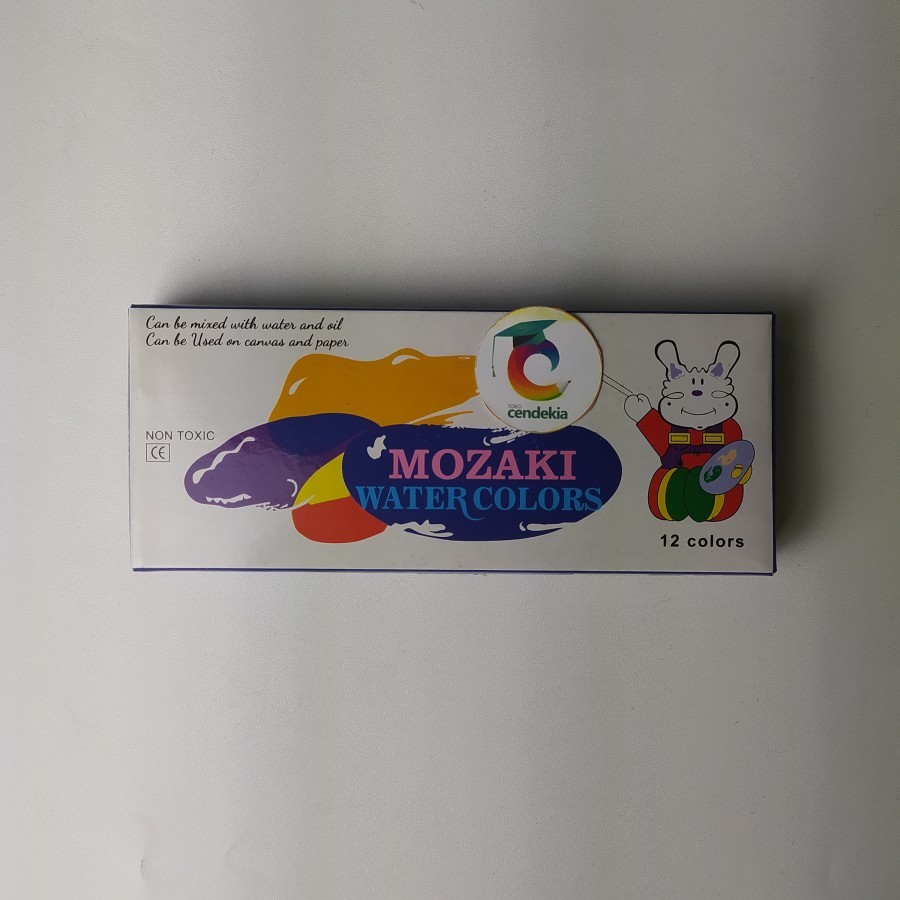 Can be mixed with water and oil
Can be Used on canvas and paper
NON TOXIC
CE
TOKO
cendekia
MOZAKI
WATER COLORS
12 colors